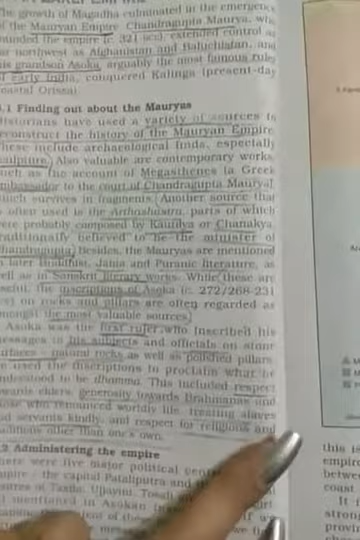 The growth of Magadha culminated in the emergence
of the Mauryan Empire. Chandragupta Maurya, who
founded the empire (c. 321 BCE), extended control as
far northwest as Afghanistan and Baluchistan, and
his grandson Asoka, arguably the most famous ruler
of early India, conquered Kalinga (present-day
coastal Orissa).
.1 Finding out about the Mauryas
Historians have used a variety of sources to
reconstruct the history of the Mauryan Empire.
These include archaeological finds, especially
sculpture. Also valuable are contemporary works,
such as the account of Megasthenes (a Greek
ambassador to the court of Chandragupta Maurya),
which survives in fragments. Another source that
is often used is the Arthashastra, parts of which
were probably composed by Kautilya or Chanakya,
traditionally believed to be the minister of
Chandragupta. Besides, the Mauryas are mentioned
in later Buddhist, Jaina and Puranic literature, as
well as in Sanskrit literary works. While these are
useful, the inscriptions of Asoka (c. 272/268-231
BCE) on rocks and pillars are often regarded as
amongst the most valuable sources.
Asoka was the first ruler who inscribed his
messages to his subjects and officials on stone
surfaces – natural rocks as well as polished pillars.
He used the inscriptions to proclaim what he
understood to be dhamma. This included respect
towards elders, generosity towards Brahmanas and
those who renounced worldly life, treating slaves
and servants kindly, and respect for religions and
traditions other than one's own.
.2 Administering the empire
There were five major political
empire – the capital Pataliputra and the
centres of Taxila, Ujjayini, Tosali
mentioned in Asokan
this is
empire
between
coast
It
strong
provin